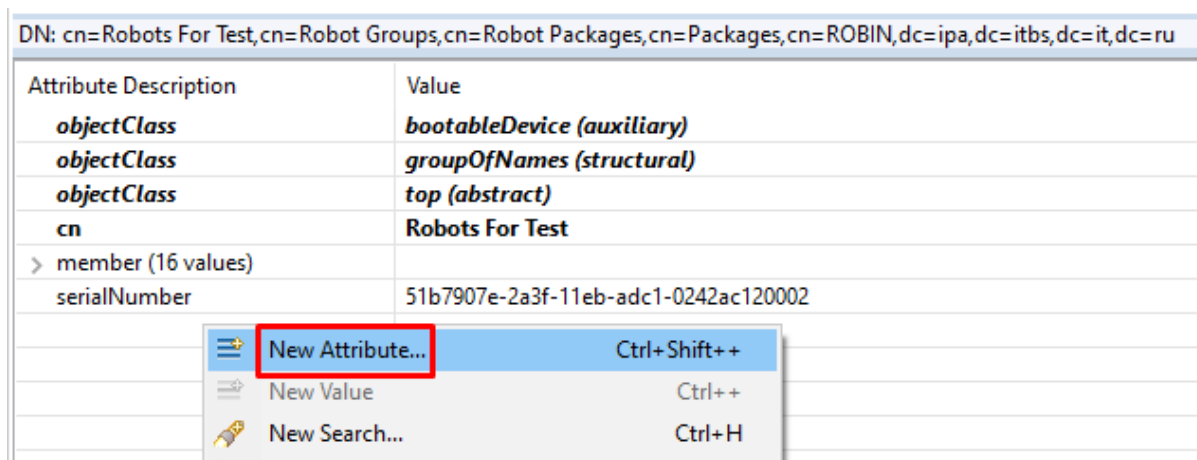 DN: cn=Robots For Test,cn=Robot Groups,cn=Robot Packages,cn=Packages,cn=ROBIN,dc=ipa,dc=itbs,dc=it,dc=ru
Attribute Description Value
objectClass bootableDevice (auxiliary)
objectClass groupOfNames (structural)
objectClass top (abstract)
cn Robots For Test
member (16 values)
serialNumber 51b7907e-2a3f-11eb-adc1-0242ac120002
New Attribute... Ctrl+Shift++
New Value Ctrl++
New Search... Ctrl+H